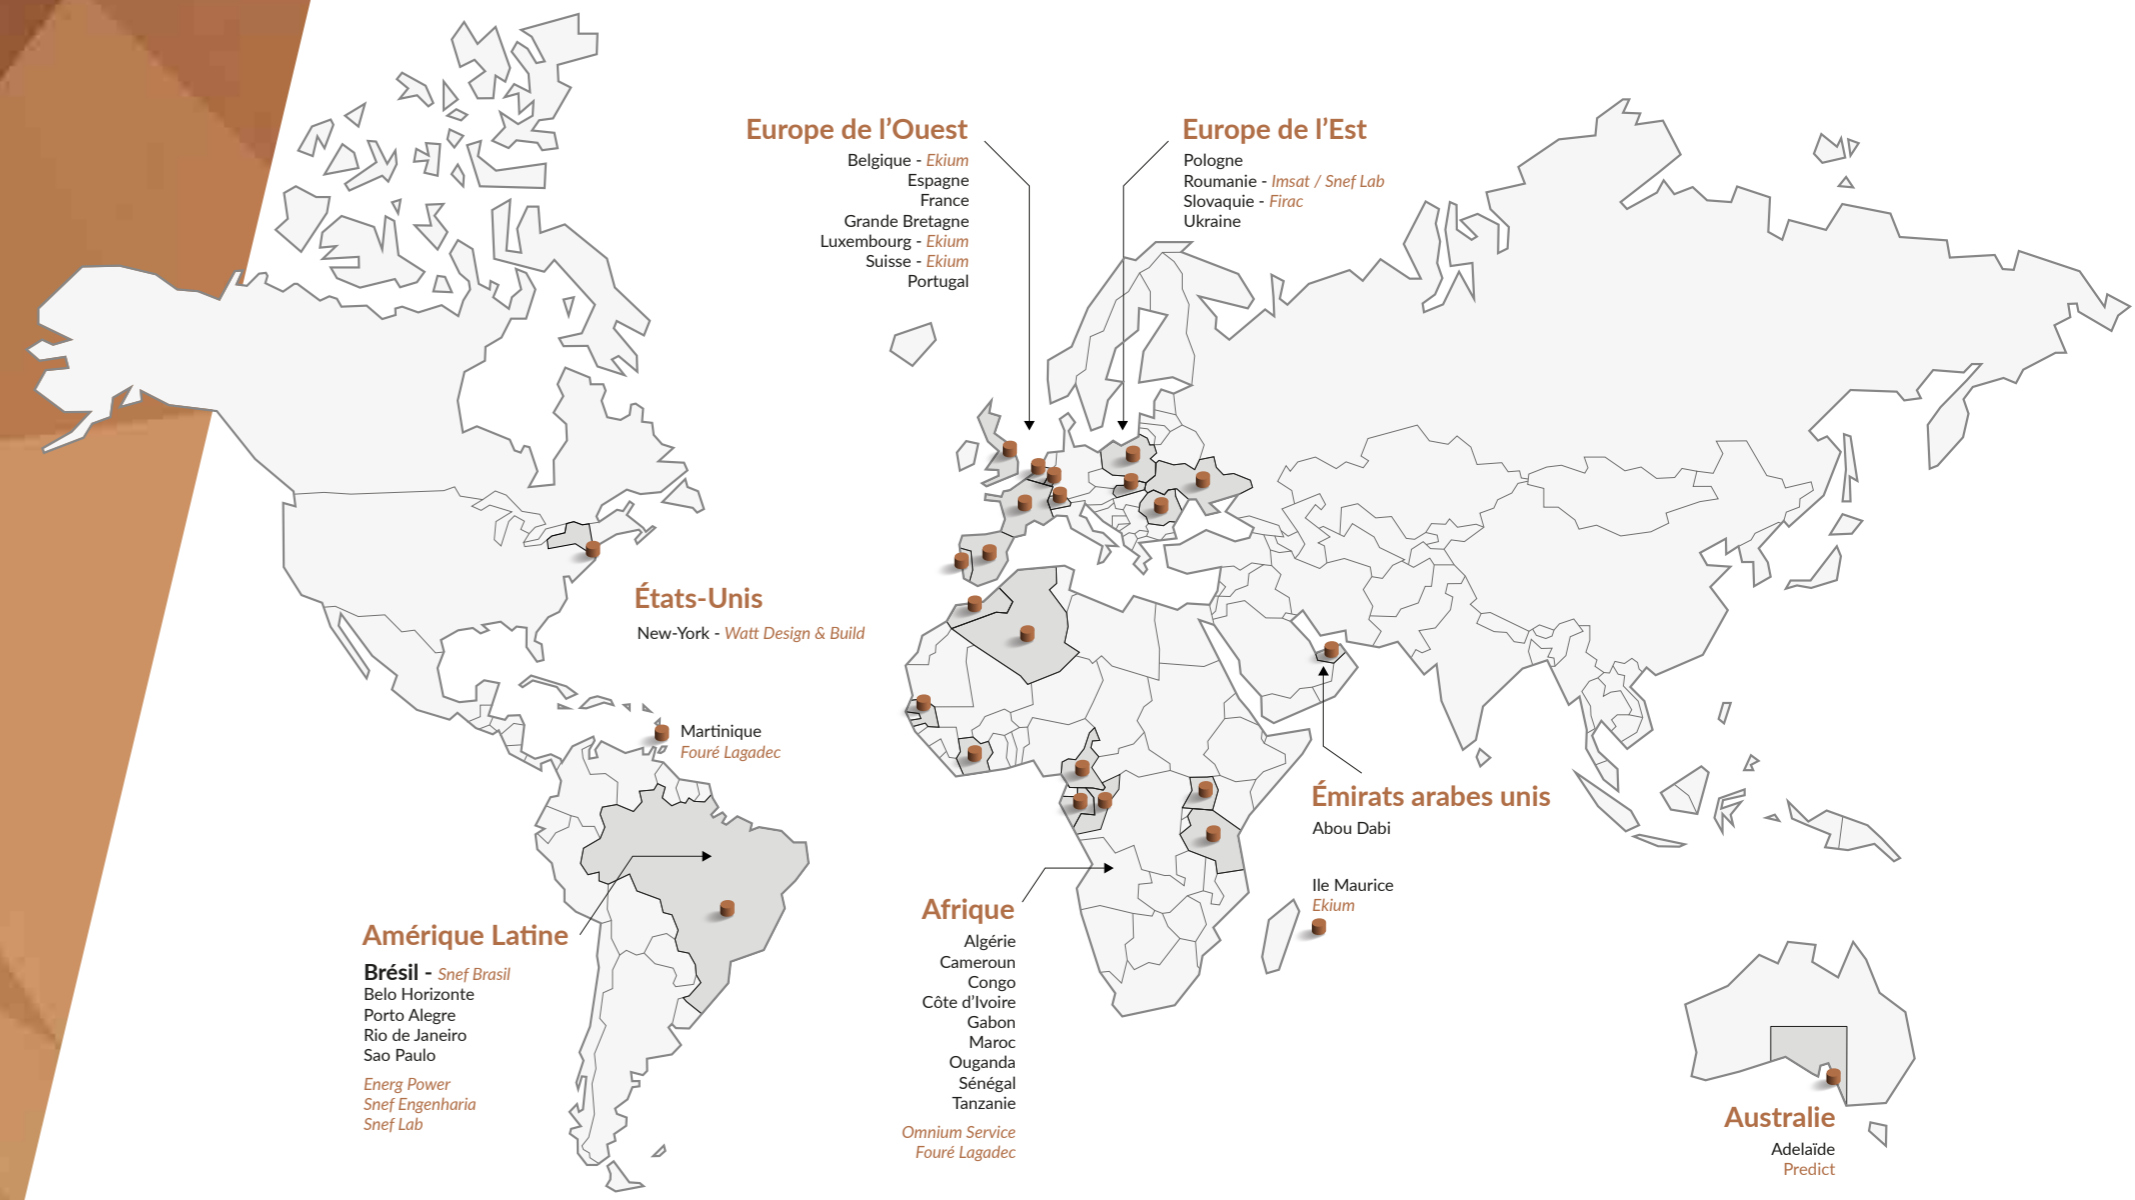 Europe de l’Ouest
Belgique - Ekium
Espagne
France
Grande Bretagne
Luxembourg - Ekium
Suisse - Ekium
Portugal
Europe de l’Est
Pologne
Roumanie - Imsat / Snef Lab
Slovaquie - Firac
Ukraine
États-Unis
New-York - Watt Design & Build
Martinique
Fouré Lagadec
Émirats arabes unis
Abou Dabi
Ile Maurice
Ekium
Amérique Latine
Brésil - Snef Brasil
Belo Horizonte
Porto Alegre
Rio de Janeiro
Sao Paulo
Energ Power
Snef Engenharia
Snef Lab
Afrique
Algérie
Cameroun
Congo
Côte d’Ivoire
Gabon
Maroc
Ouganda
Sénégal
Tanzanie
Omnium Service
Fouré Lagadec
Australie
Adelaïde
Predict